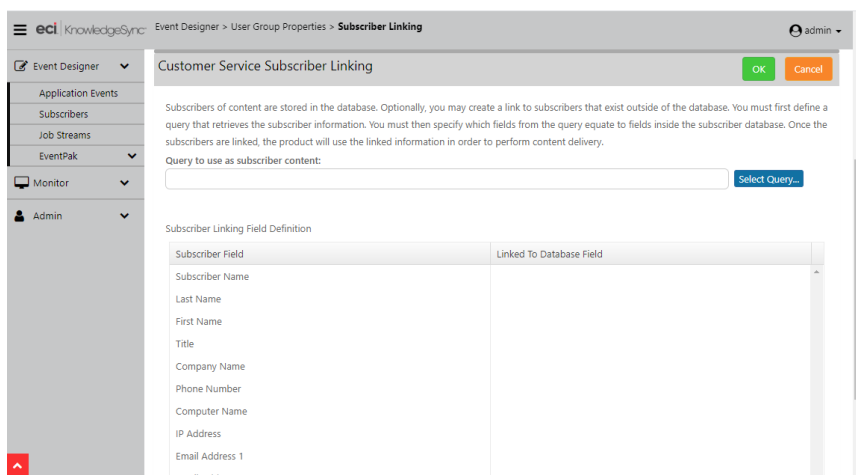 eci KnowledgeSync
Event Designer > User Group Properties > Subscriber Linking
admin
Event Designer
Application Events
Subscribers
Job Streams
EventPak
Monitor
Admin
Customer Service Subscriber Linking
OK
Cancel
Subscribers of content are stored in the database. Optionally, you may create a link to subscribers that exist outside of the database. You must first define a
query that retrieves the subscriber information. You must then specify which fields from the query equate to fields inside the subscriber database. Once the
subscribers are linked, the product will use the linked information in order to perform content delivery.
Query to use as subscriber content:
Select Query...
Subscriber Linking Field Definition
Subscriber Field
Linked To Database Field
Subscriber Name
Last Name
First Name
Title
Company Name
Phone Number
Computer Name
IP Address
Email Address 1